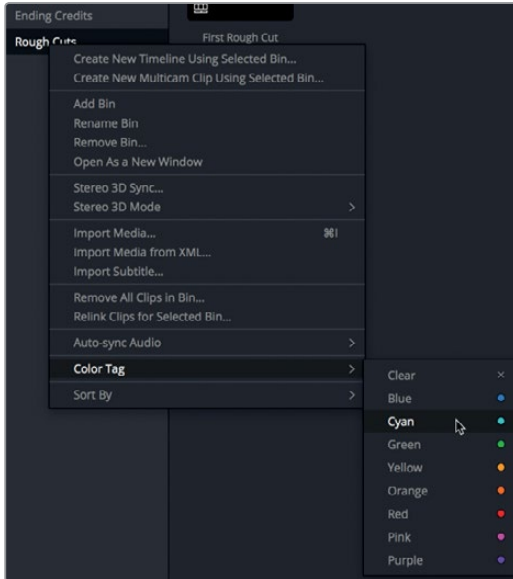 Ending Credits
Rough Cuts
First Rough Cut
Create New Timeline Using Selected Bin...
Create New Multicam Clip Using Selected Bin...
Add Bin
Rename Bin
Remove Bin...
Open As a New Window
Stereo 3D Sync...
Stereo 3D Mode >
Import Media... ⌘I
Import Media from XML...
Import Subtitle...
Remove All Clips in Bin...
Relink Clips for Selected Bin...
Auto-sync Audio >
Color Tag >
Sort By >
Clear ×
Blue
Cyan
Green
Yellow
Orange
Red
Pink
Purple